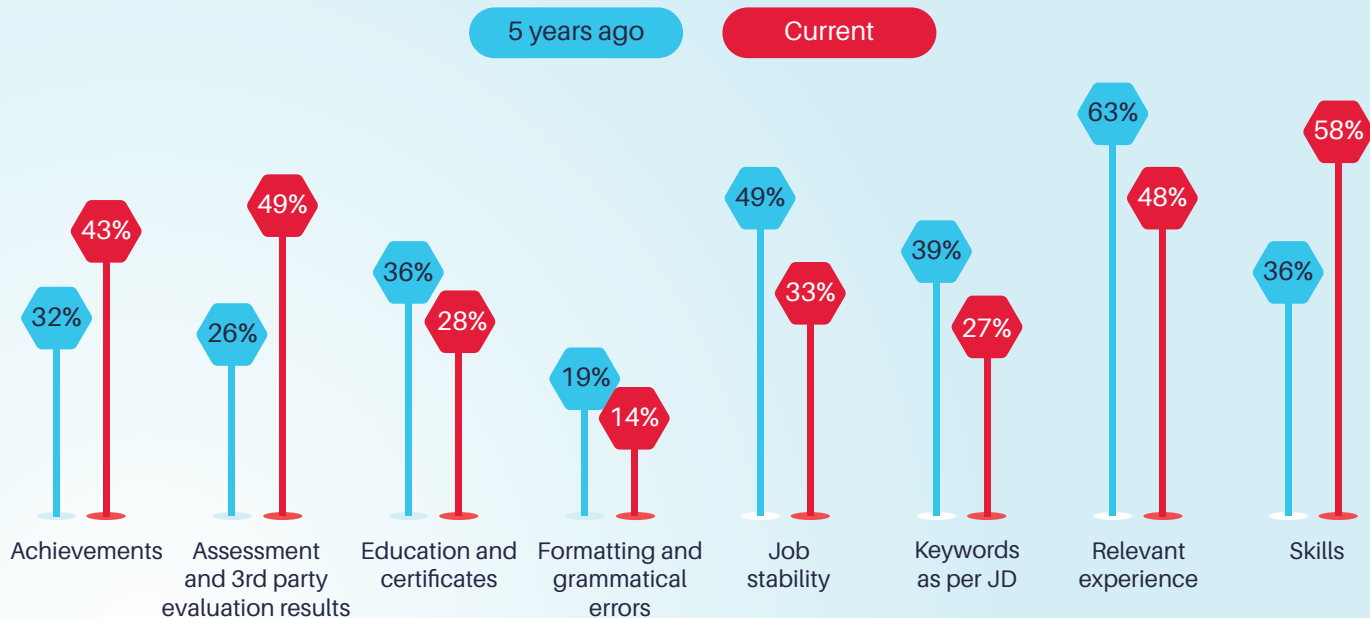 5 years ago
Current
32%
43%
26%
49%
36%
28%
19%
14%
49%
33%
39%
27%
63%
48%
36%
58%
Achievements
Assessment
and 3rd party
evaluation results
Education and
certificates
Formatting and
grammatical
errors
Job
stability
Keywords
as per JD
Relevant
experience
Skills